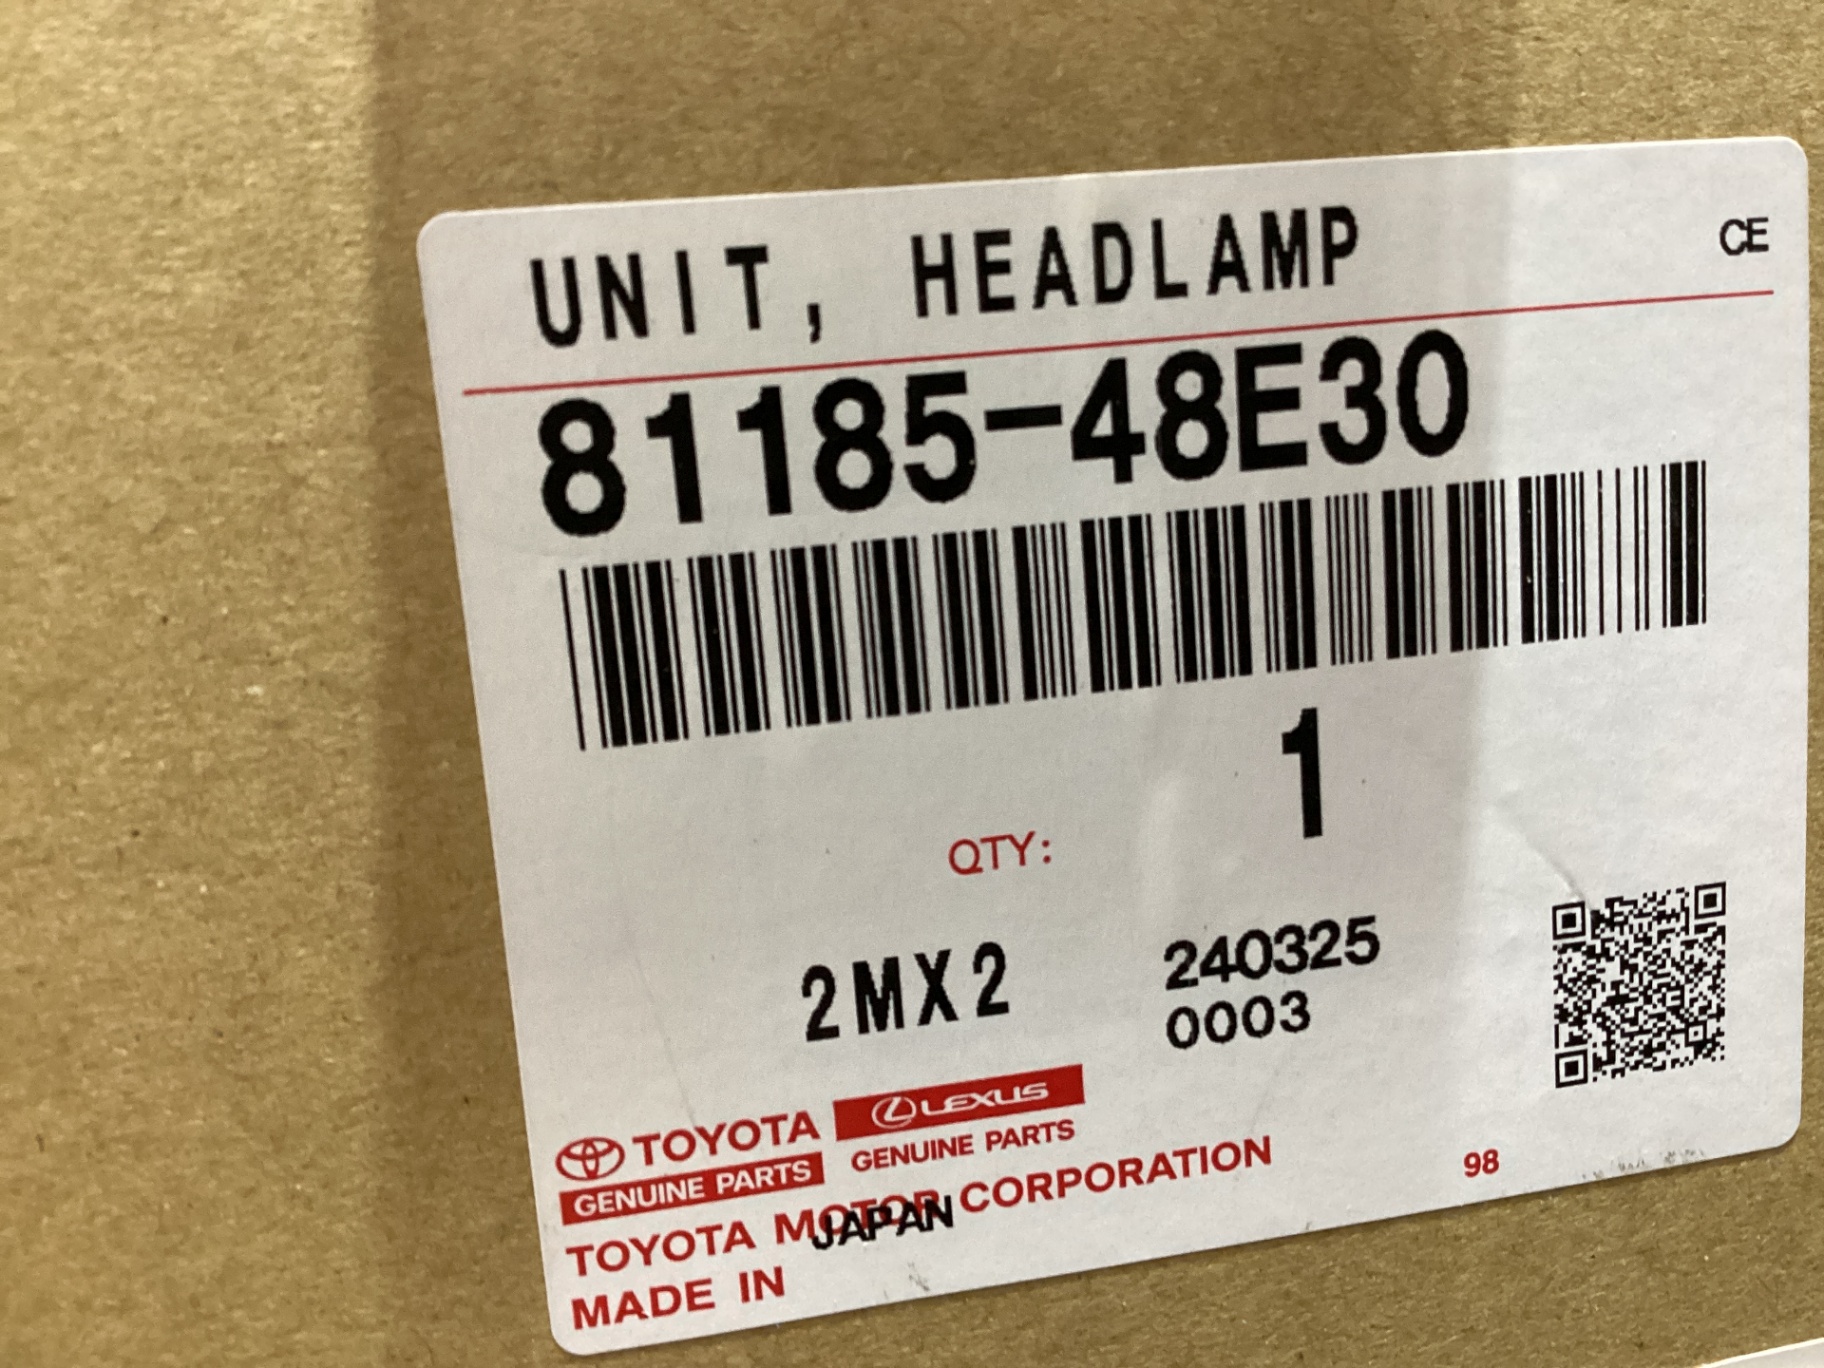 UNIT, HEADLAMP
CE
81185-48E30
QTY: 1
2MX2
240325
0003
TOYOTA
GENUINE PARTS
LEXUS
GENUINE PARTS
TOYOTA MOTOR CORPORATION
98
JAPAN
MADE IN